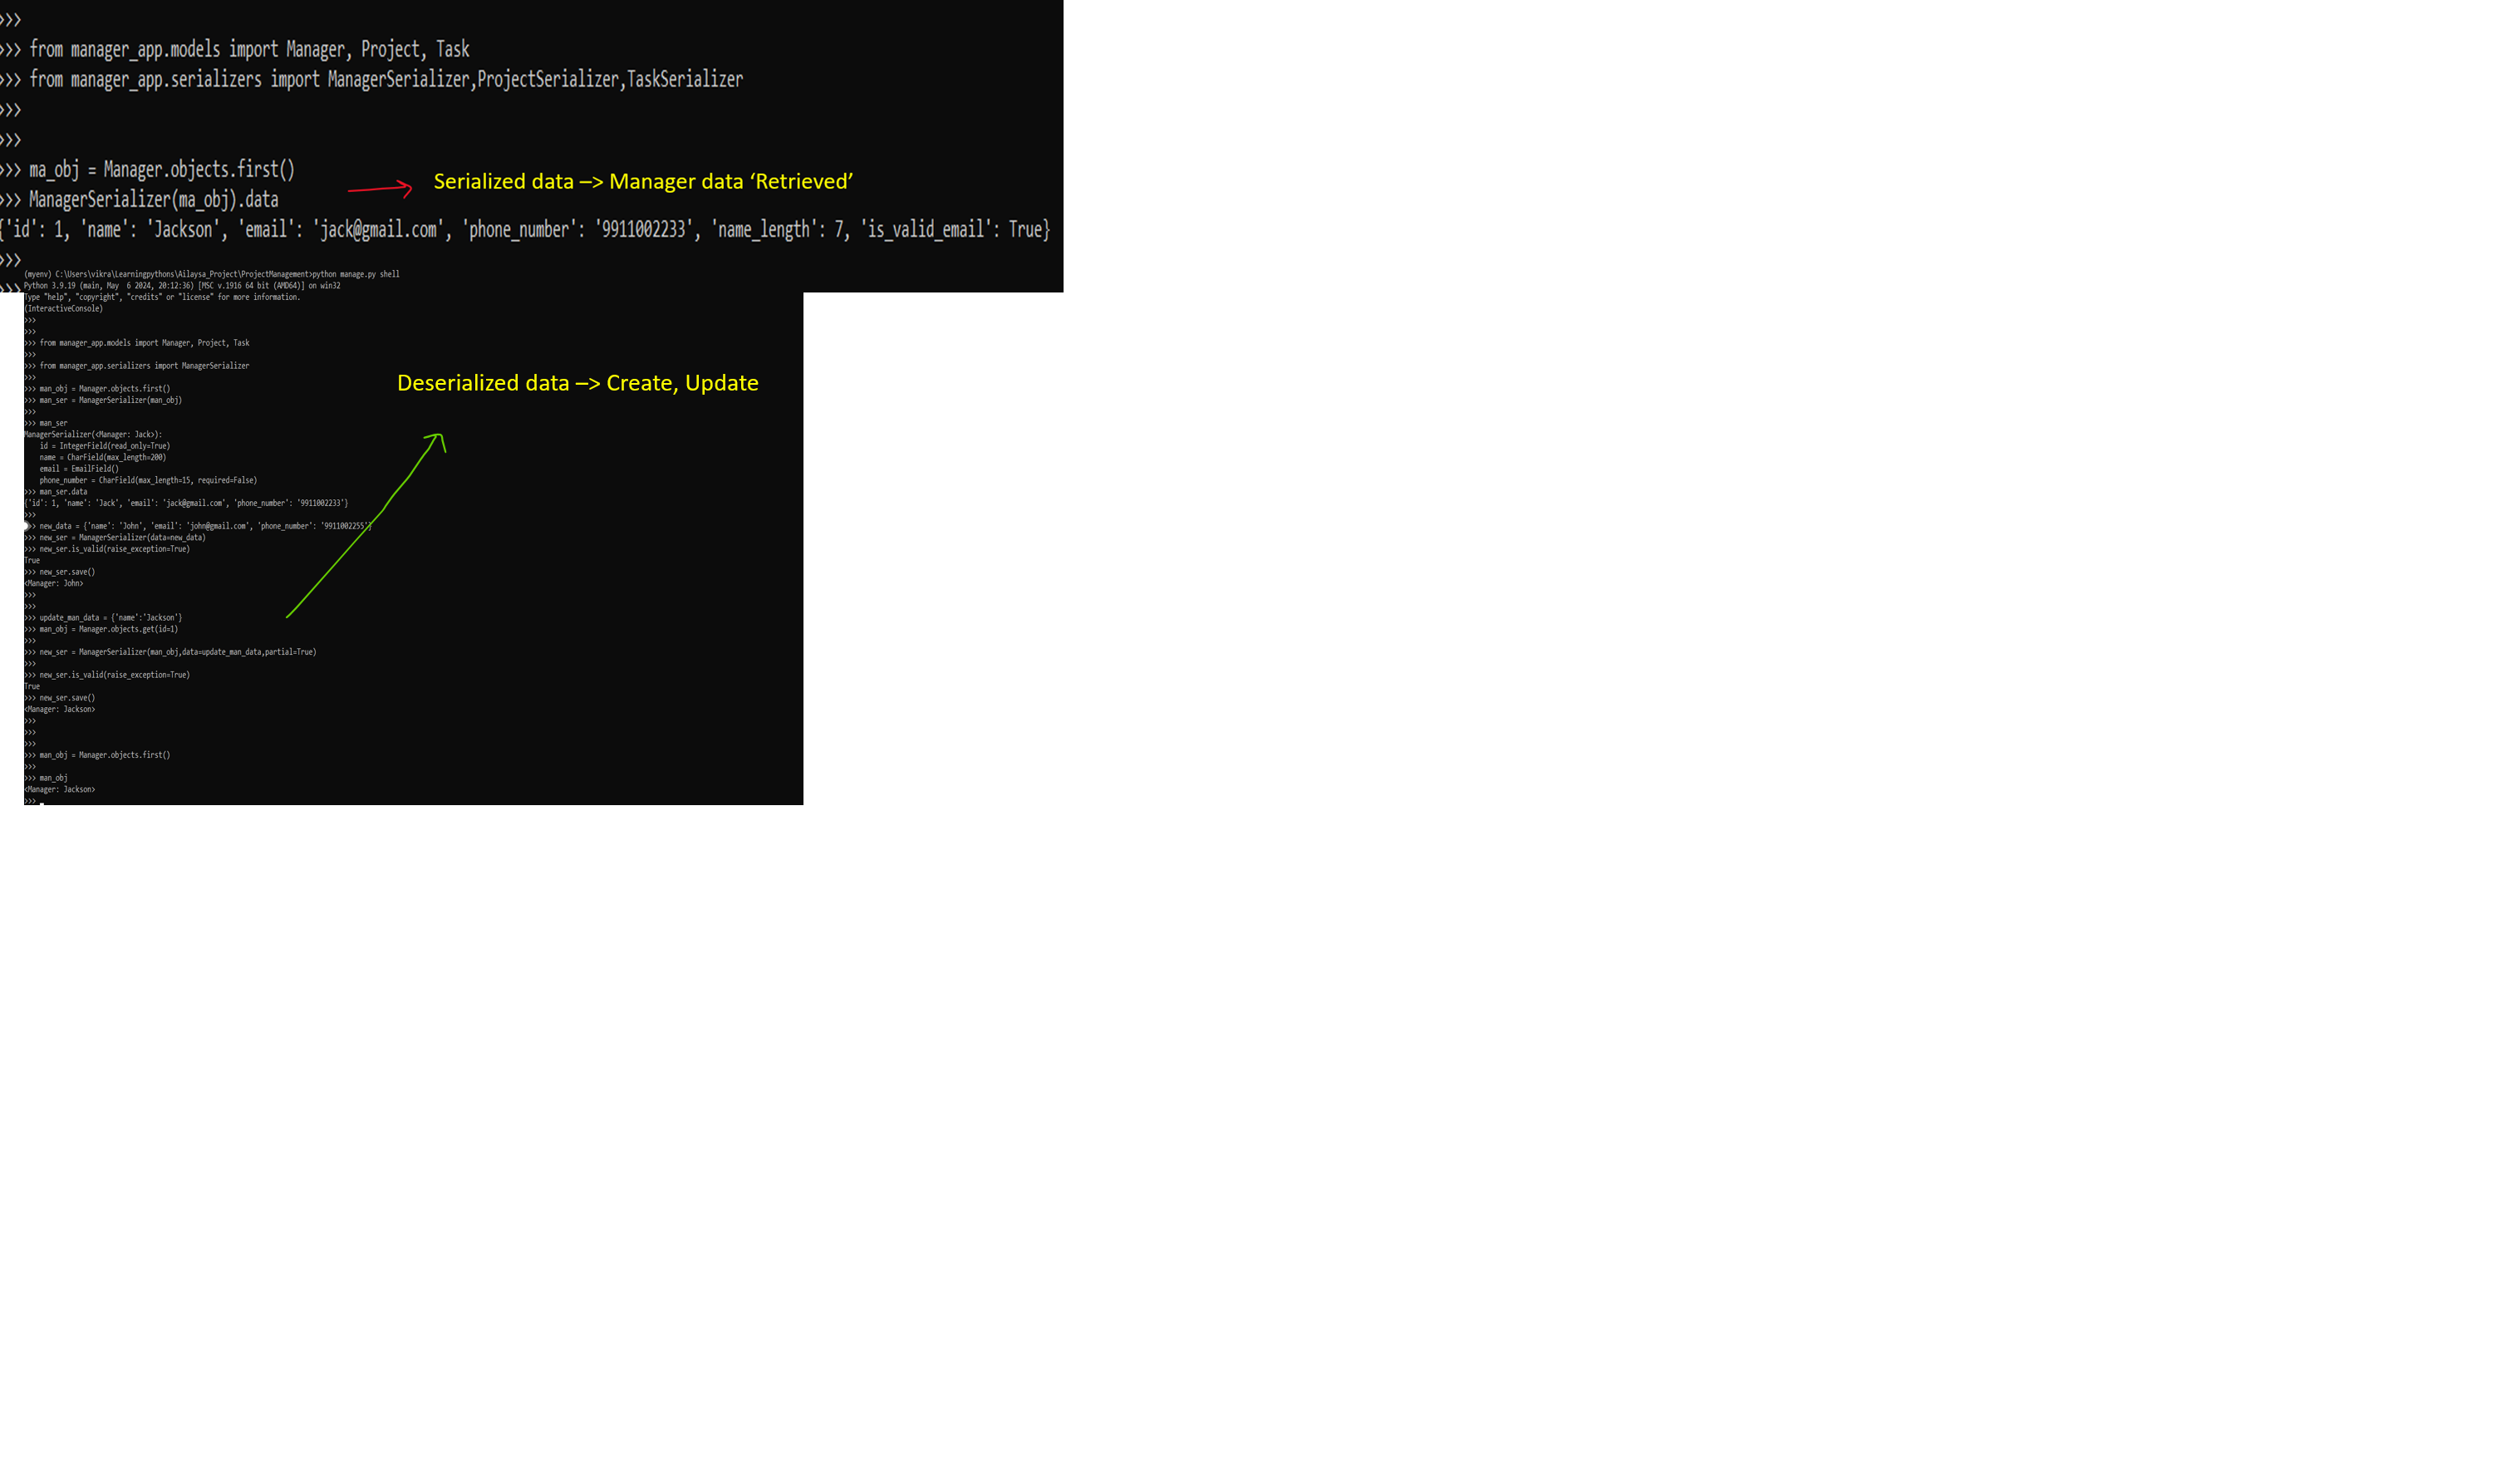 >>>
>>> from manager_app.models import Manager, Project, Task
>>> from manager_app.serializers import ManagerSerializer,ProjectSerializer,TaskSerializer
>>>
>>>
>>> ma_obj = Manager.objects.first()
Serialized data –> Manager data ‘Retrieved’
>>> ManagerSerializer(ma_obj).data
{'id': 1, 'name': 'Jackson', 'email': 'jack@gmail.com', 'phone_number': '9911002233', 'name_length': 7, 'is_valid_email': True}
>>>
>>>
(myenv) C:\Users\vikra\Learningpythons\Ailaysa_Project\ProjectManagement>python manage.py shell
Python 3.9.19 (main, May  6 2024, 20:12:36) [MSC v.1916 64 bit (AMD64)] on win32
Type "help", "copyright", "credits" or "license" for more information.
(InteractiveConsole)
>>>
>>>
>>> from manager_app.models import Manager, Project, Task
>>>
>>> from manager_app.serializers import ManagerSerializer
>>>
Deserialized data –> Create, Update
>>> man_obj = Manager.objects.first()
>>> man_ser = ManagerSerializer(man_obj)
>>>
>>> man_ser
ManagerSerializer(<Manager: Jack>):
    id = IntegerField(read_only=True)
    name = CharField(max_length=200)
    email = EmailField()
    phone_number = CharField(max_length=15, required=False)
>>> man_ser.data
{'id': 1, 'name': 'Jack', 'email': 'jack@gmail.com', 'phone_number': '9911002233'}
>>>
>>> new_data = {'name': 'John', 'email': 'john@gmail.com', 'phone_number': '9911002255'}
>>> new_ser = ManagerSerializer(data=new_data)
>>> new_ser.is_valid(raise_exception=True)
True
>>> new_ser.save()
<Manager: John>
>>>
>>>
>>> update_man_data = {'name':'Jackson'}
>>> man_obj = Manager.objects.get(id=1)
>>>
>>> new_ser = ManagerSerializer(man_obj,data=update_man_data,partial=True)
>>>
>>> new_ser.is_valid(raise_exception=True)
True
>>> new_ser.save()
<Manager: Jackson>
>>>
>>>
>>>
>>> man_obj = Manager.objects.first()
>>>
>>> man_obj
<Manager: Jackson>
>>>